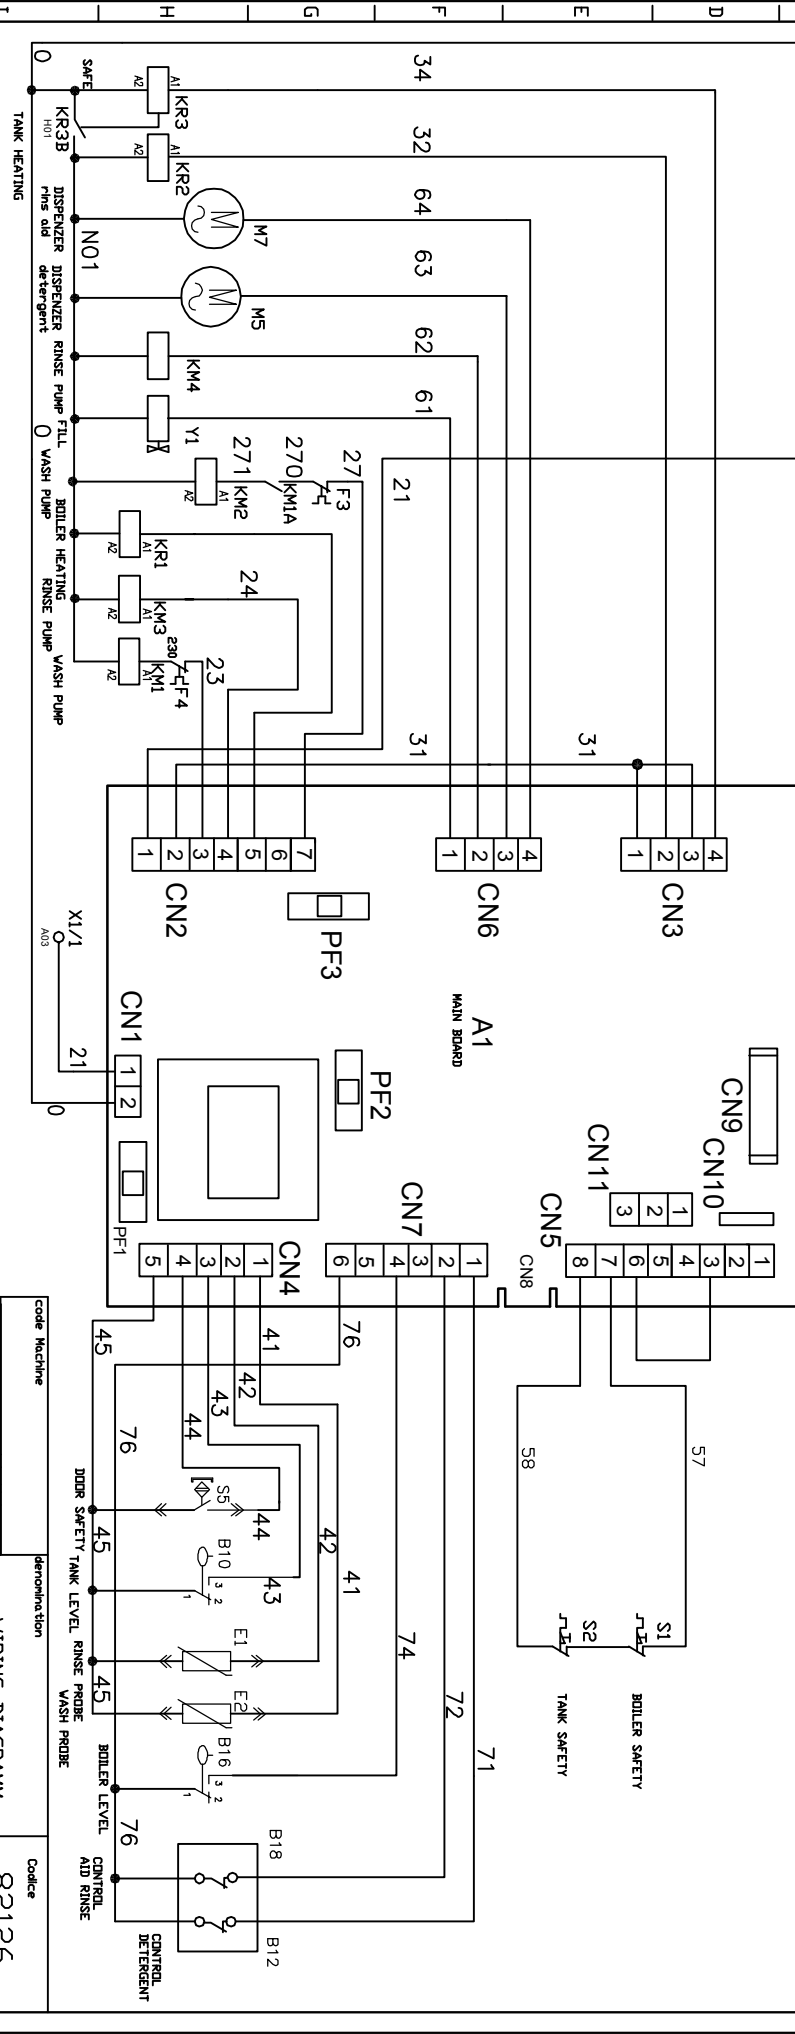 H
G
F
E
D
0
SAFE
KR3B
H01
A2
A1
KR3
34
TANK HEATING
A2
A1
KR2
32
DISPENZER
rins aid
N01
M
M7
64
DISPENZER
detergent
M
M5
63
RINSE PUMP
KM4
62
FILL
Y1
61
0
WASH PUMP
A2
A1
KM2
271
KM1A
270
F3
27
21
BOILER HEATING
A2
A1
KR1
RINSE PUMP
A2
A1
KM3
24
WASH PUMP
A2
A1
KM1
230
F4
23
31
31
1
2
3
4
5
6
7
CN2
1
2
3
4
CN6
1
2
3
4
CN3
PF3
X1/1
A03
A1
MAIN BOARD
CN1
1
2
21
0
PF2
PF1
CN9
CN10
CN11
3
2
1
CN7
CN5
CN4
CN8
5
4
3
2
1
6
5
4
3
2
1
8
7
6
5
4
3
2
1
code Machine
45
76
41
42
43
44
76
58
57
DOOR SAFETY
45
S5
44
TANK LEVEL
B10
1
3
2
43
42
41
RINSE PROBE
E1
WASH PROBE
45
E2
74
72
71
BOILER LEVEL
B16
1
3
2
S2
S1
TANK SAFETY
BOILER SAFETY
76
CONTROL
AID RINSE
B18
B12
CONTROL
DETERGENT
denomination
WIRING DIAGRAMM
Codice
82126